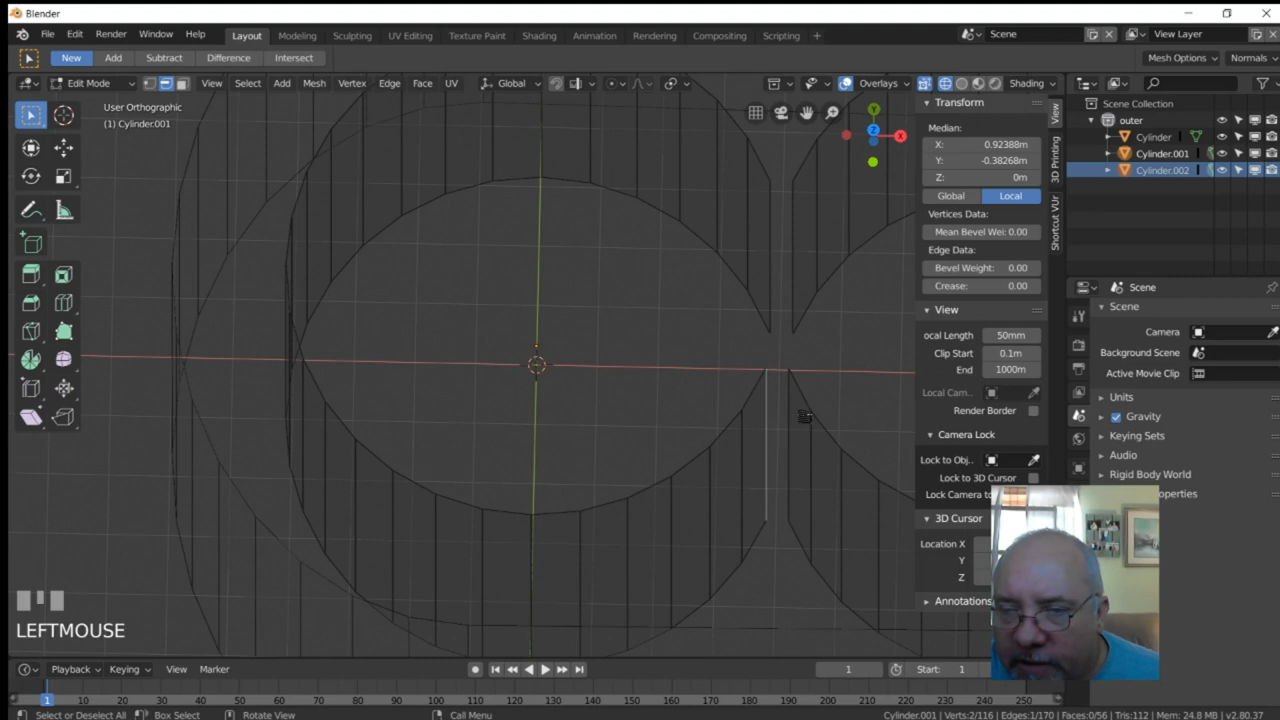 Blender
File Edit Render Window Help Layout Modeling Sculpting UV Editing Texture Paint Shading Animation Rendering Compositing Scripting + Scene View Layer
New Add Subtract Difference Intersect Mesh Options Normals
Edit Mode View Select Add Mesh Vertex Edge Face UV Global Overlays Shading
User Orthographic
(1) Cylinder.001
Y
Z
X
Transform
Median:
X: 0.92388m
Y: -0.38268m
Z: 0m
Global Local
Vertices Data:
Mean Bevel Wei: 0.00
Edge Data:
Bevel Weight: 0.00
Crease: 0.00
View
ocal Length 50mm
Clip Start 0.1m
End 1000m
Local Cam..
Render Border
Camera Lock
Lock to Obj..
Lock to 3D Cursor
Lock Camera to
3D Cursor
Location X
Y
Z
Annotations
View
3D Printing
Shortcut VUr
Scene Collection
outer
Cylinder
Cylinder.001
Cylinder.002
Scene
Scene
Camera
Background Scene
Active Movie Clip
Units
Gravity
Keying Sets
Audio
Rigid Body World
operties
LEFTMOUSE
Playback Keying View Marker 1 Start: 1
1 10 20 30 40 50 60 70 80 90 100 110 120 130 140 150 160 170 180 190 200 210 220 230 240 250
Select or Deselect All Box Select Rotate View Call Menu Cylinder.001 | Verts:2/116 | Edges:1/170 | Faces:0/56 | Tris:112 | Mem: 24.8 MB | v2.80.37